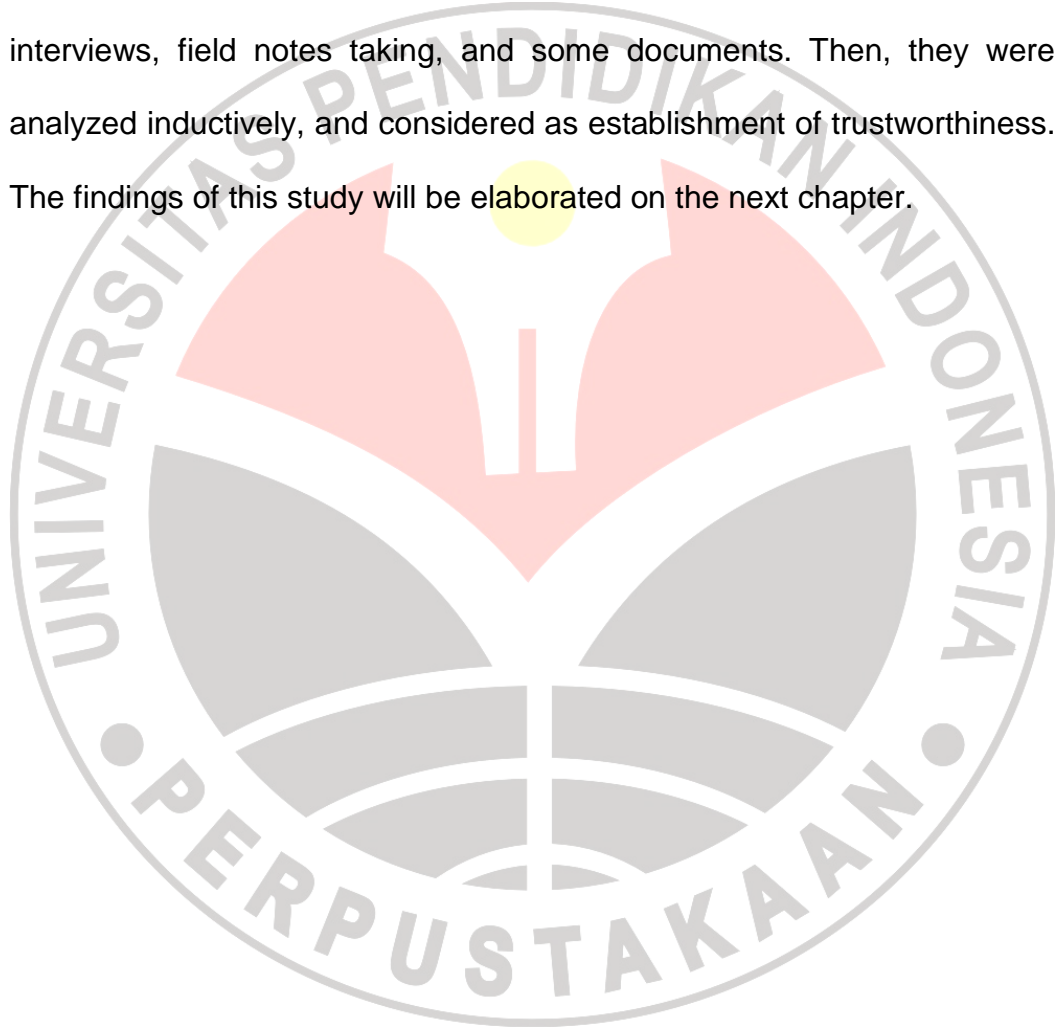 interviews, field notes taking, and some documents. Then, they were
analyzed inductively, and considered as establishment of trustworthiness.
The findings of this study will be elaborated on the next chapter.
UNIVERSITAS PENDIDIKAN INDONESIA
PERPUSTAKAAN